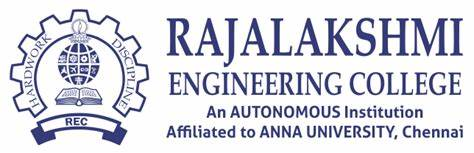 HARDWORK
DISCIPLINE
REC
RAJALAKSHMI
ENGINEERING COLLEGE
An AUTONOMOUS Institution
Affiliated to ANNA UNIVERSITY, Chennai